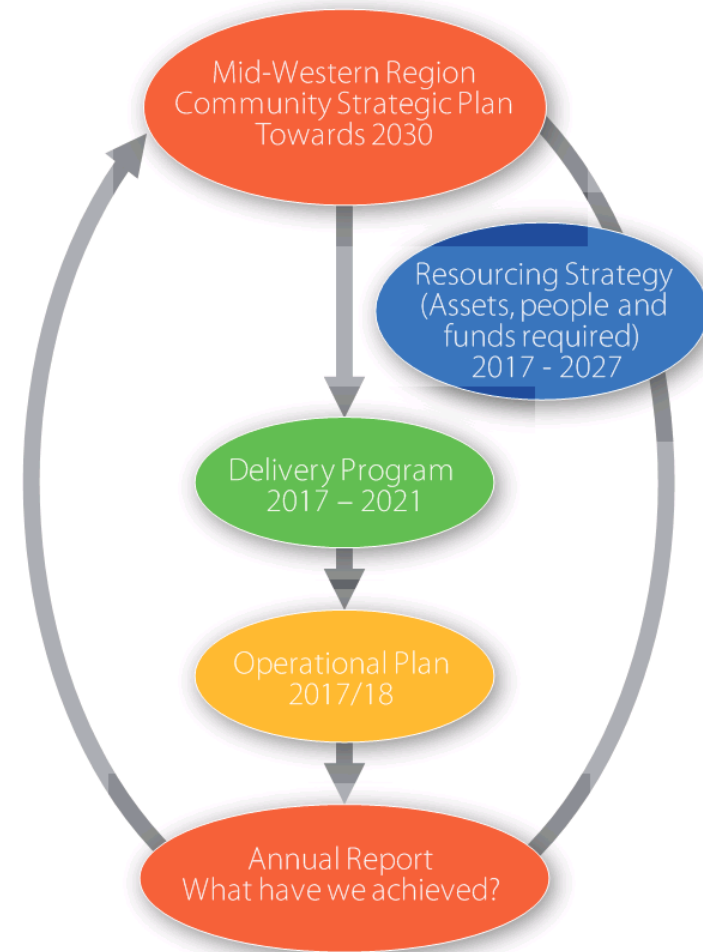 Mid-Western Region
Community Strategic Plan
Towards 2030
Resourcing Strategy
(Assets, people and
funds required)
2017 - 2027
Delivery Program
2017 – 2021
Operational Plan
2017/18
Annual Report
What have we achieved?